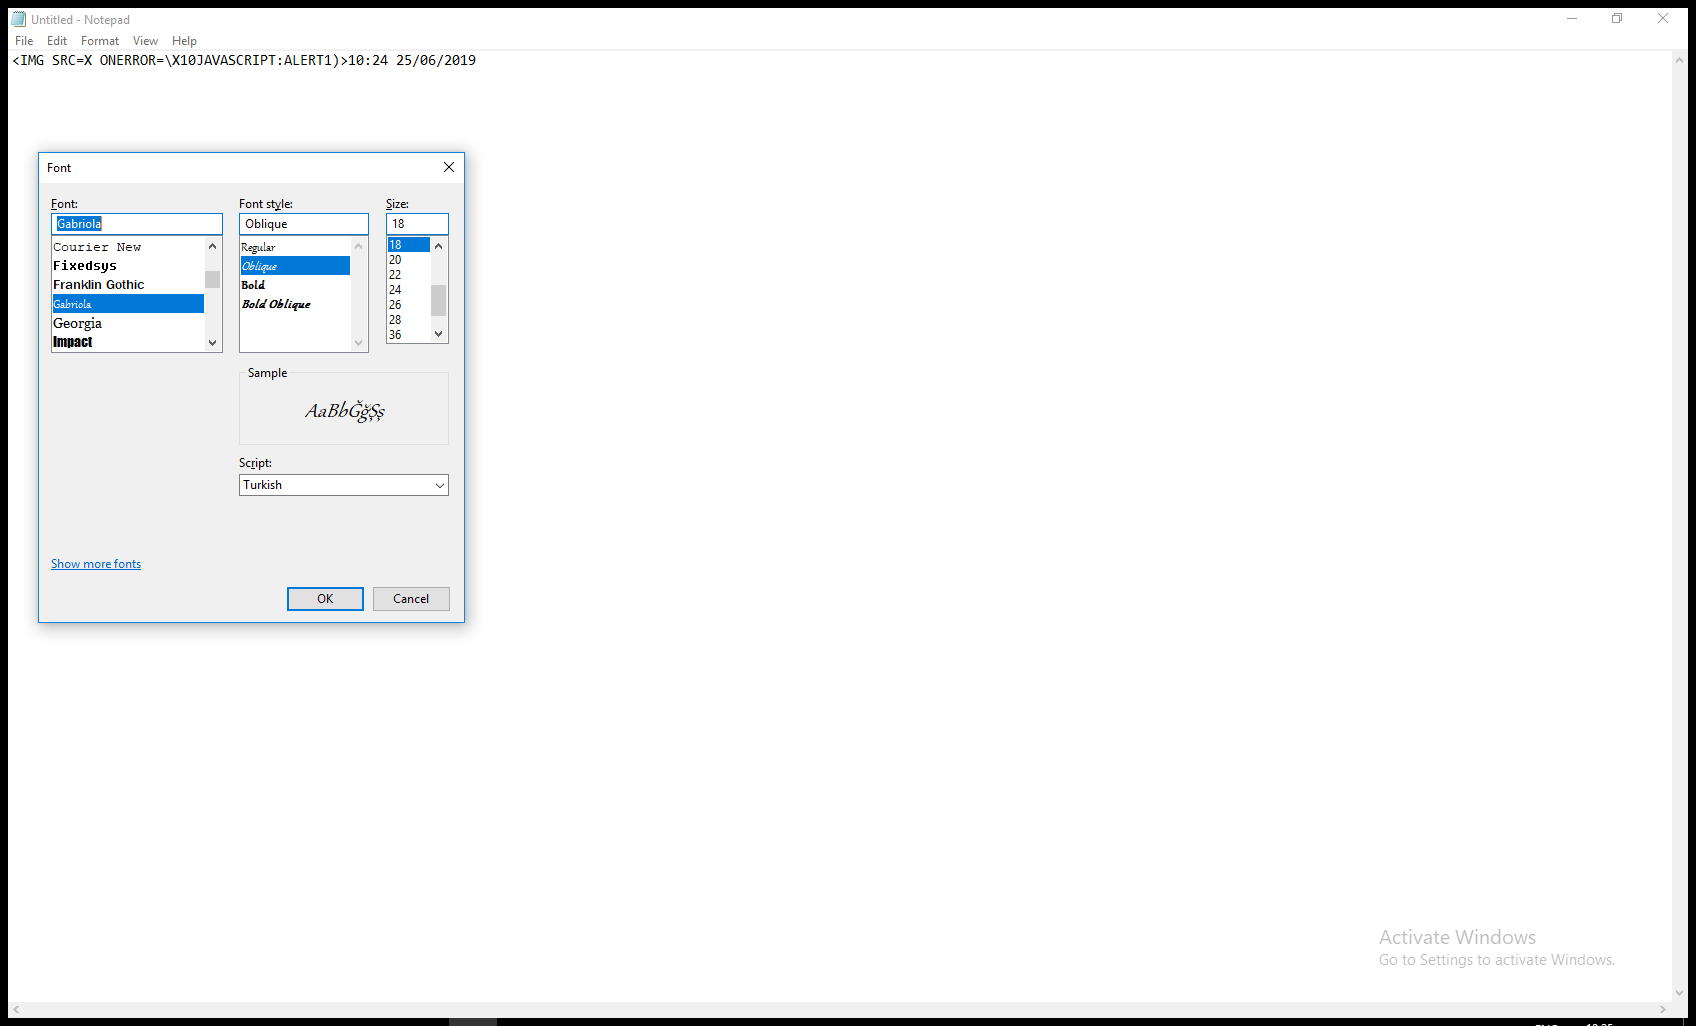 Untitled - Notepad
File Edit Format View Help
<IMG SRC=X ONERROR=\X10JAVASCRIPT:ALERT1)>10:24 25/06/2019
Font
Font: Font style: Size:
Gabriola Oblique 18
Courier New
Fixedsys
Franklin Gothic
Gabriola
Georgia
Impact
Regular
Oblique
Bold
Bold Oblique
18
20
22
24
26
28
36
Sample
AaBbĞğŞş
Script:
Turkish
Show more fonts
OK Cancel
Activate Windows
Go to Settings to activate Windows.